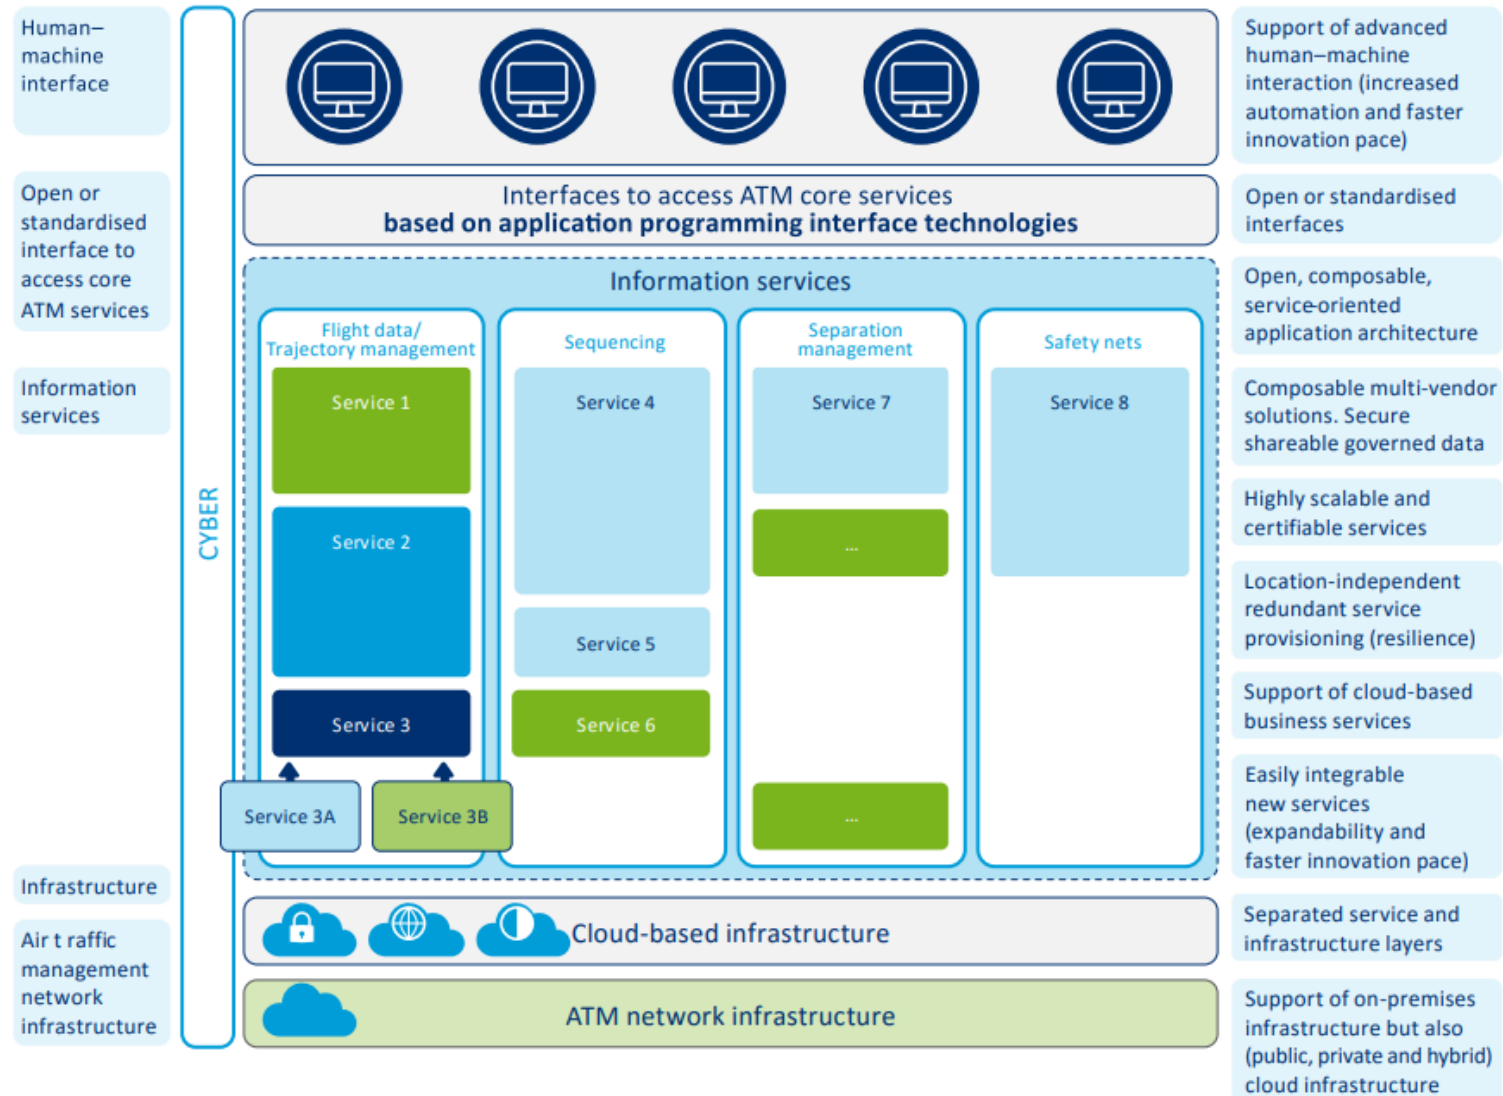 Human–
machine
interface
Open or
standardised
interface to
access core
ATM services
Information
services
Infrastructure
Air t raffic
management
network
infrastructure
CYBER
Interfaces to access ATM core services
based on application programming interface technologies
Information services
Flight data/
Trajectory management
Service 1
Service 2
Service 3
Service 3A
Service 3B
Sequencing
Service 4
Service 5
Service 6
Separation
management
Service 7
...
...
Safety nets
Service 8
Cloud-based infrastructure
ATM network infrastructure
Support of advanced
human–machine
interaction (increased
automation and faster
innovation pace)
Open or standardised
interfaces
Open, composable,
service-oriented
application architecture
Composable multi-vendor
solutions. Secure
shareable governed data
Highly scalable and
certifiable services
Location-independent
redundant service
provisioning (resilience)
Support of cloud-based
business services
Easily integrable
new services
(expandability and
faster innovation pace)
Separated service and
infrastructure layers
Support of on-premises
infrastructure but also
(public, private and hybrid)
cloud infrastructure